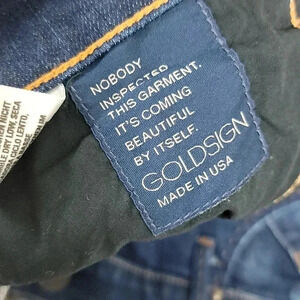 NOBODY
INSPECTED
THIS GARMENT.
IT'S COMING
BEAUTIFUL
BY ITSELF.
GOLDSIGN
MADE IN USA